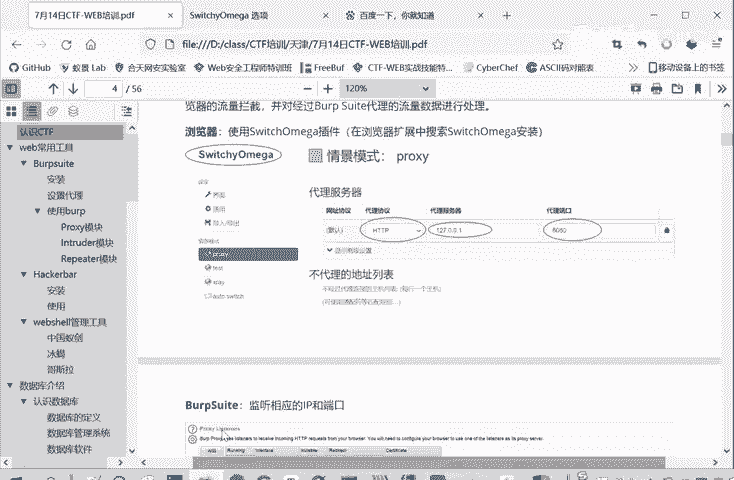 7月14日CTF-WEB培训.pdf
SwitchyOmega 选项
百度一下，你就知道
file:///D:/class/CTF培训/天津/7月14日CTF-WEB培训.pdf
GitHub
蚁景 Lab
合天网安实验室
Web安全工程师特训班
FreeBuf
CTF-WEB实战技能特...
CyberChef
ASCII码对照表
移动设备上的书签
4 / 56
120%
认识CTF
web常用工具
Burpsuite
安装
设置代理
使用burp
Proxy模块
Intruder模块
Repeater模块
Hackerbar
安装
使用
webshell管理工具
中国蚁剑
冰蝎
哥斯拉
数据库介绍
认识数据库
数据库的定义
数据库管理系统
数据库软件
览器的流量拦截，并对经过Burp Suite代理的流量数据进行处理。
浏览器：使用SwitchOmega插件（在浏览器扩展中搜索SwitchOmega安装）
SwitchyOmega
情景模式： proxy
界面
通用
导入/导出
proxy
auto switch
代理服务器
网址协议 代理协议 代理服务器 代理端口
(默认) HTTP 127.0.0.1
不代理的地址列表
BurpSuite：监听相应的IP和端口
Proxy Listeners
Burp Proxy uses listeners to receive incoming HTTP requests from your browser. You will need to configure your browser to use one of the listeners as its proxy server.
Running Interface Invisible Redirect Certificate